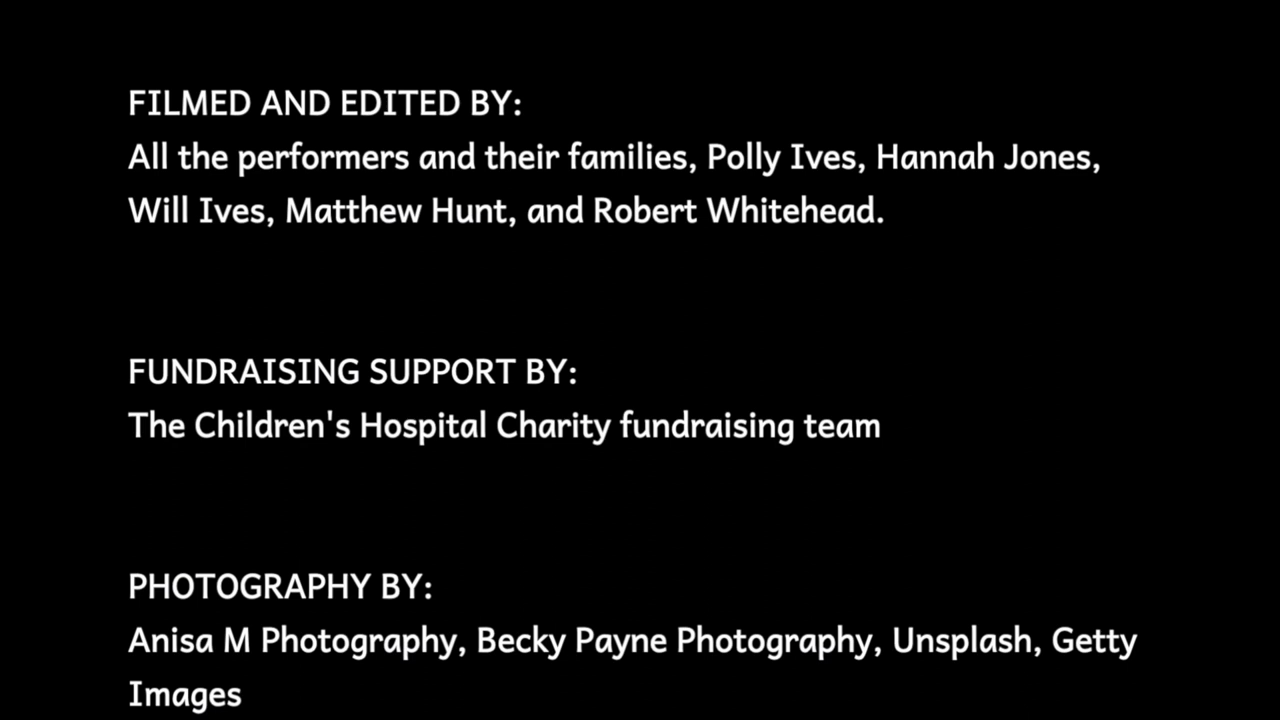 FILMED AND EDITED BY:
All the performers and their families, Polly Ives, Hannah Jones,
Will Ives, Matthew Hunt, and Robert Whitehead.
FUNDRAISING SUPPORT BY:
The Children's Hospital Charity fundraising team
PHOTOGRAPHY BY:
Anisa M Photography, Becky Payne Photography, Unsplash, Getty
Images